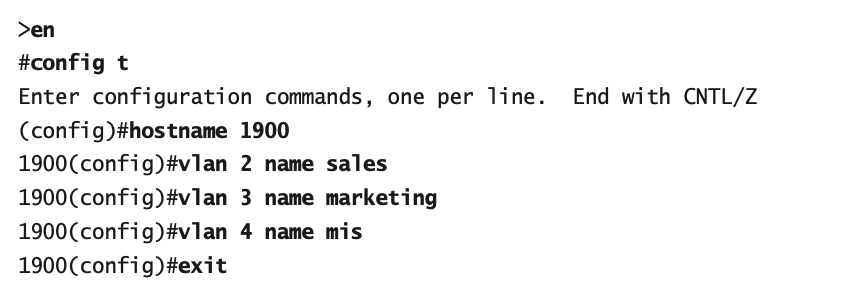 >en
#config t
Enter configuration commands, one per line.  End with CNTL/Z
(config)#hostname 1900
1900(config)#vlan 2 name sales
1900(config)#vlan 3 name marketing
1900(config)#vlan 4 name mis
1900(config)#exit